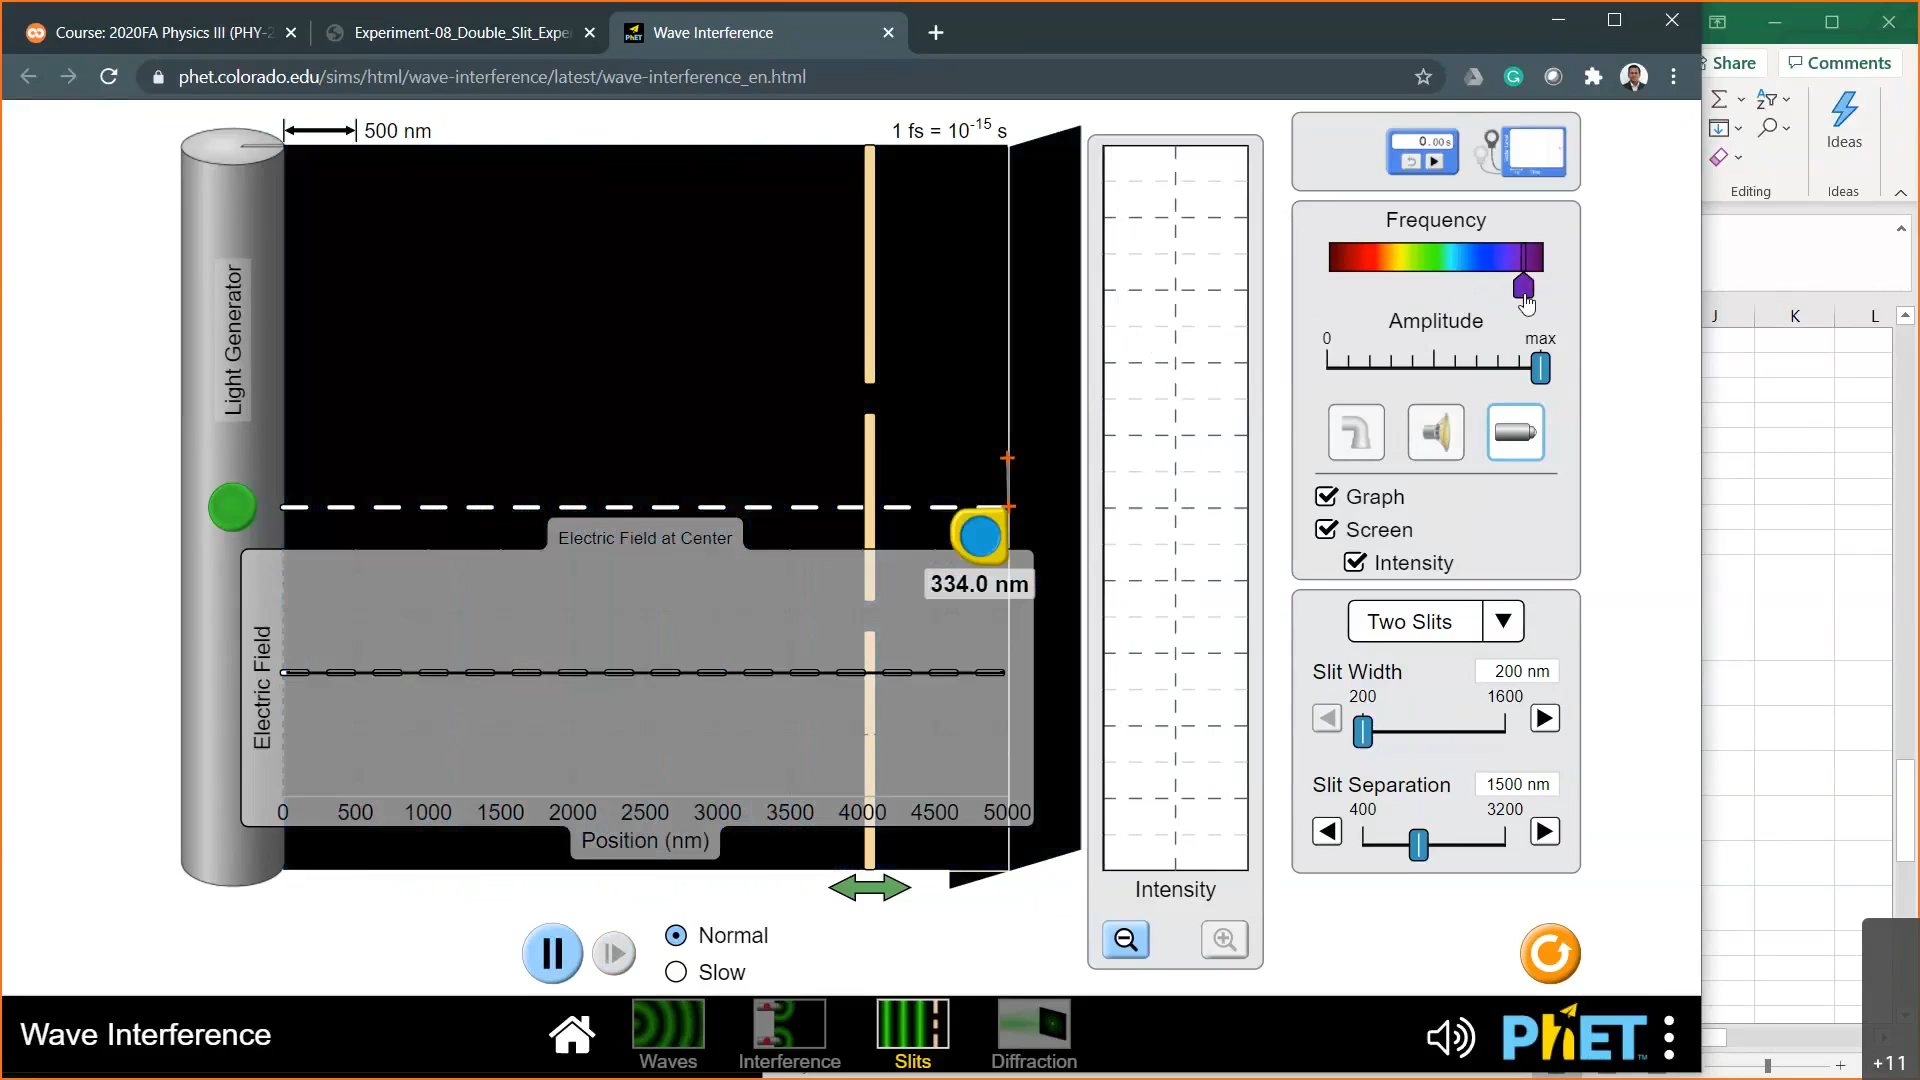 Course: 2020FA Physics III (PHY-2
Experiment-08_Double_Slit_Expe
Wave Interference
phet.colorado.edu/sims/html/wave-interference/latest/wave-interference_en.html
Share
Comments
Ideas
Editing
Ideas
J K L
500 nm
1 fs = 10⁻¹⁵ s
Light Generator
Electric Field at Center
334.0 nm
Electric Field
0 500 1000 1500 2000 2500 3000 3500 4000 4500 5000
Position (nm)
Intensity
0.00s
Frequency
Amplitude
0 max
Graph
Screen
Intensity
Two Slits
Slit Width 200 nm
200 1600
Slit Separation 1500 nm
400 3200
Normal
Slow
Wave Interference
Waves
Interference
Slits
Diffraction
PhET
+11